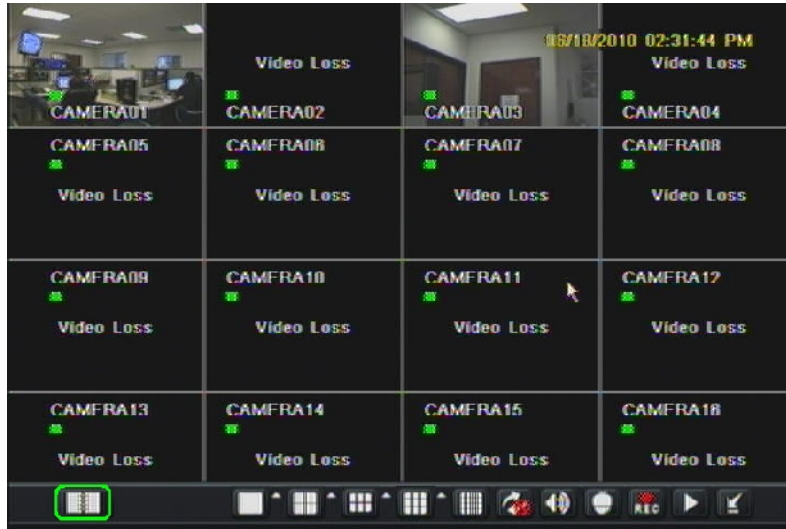 06/18/2010 02:31:44 PM
Video Loss Video Loss
CAMERA01 CAMERA02 CAMERA03 CAMERA04
CAMERA05 CAMERA06 CAMERA07 CAMERA08
Video Loss Video Loss Video Loss Video Loss
CAMERA09 CAMERA10 CAMERA11 CAMERA12
Video Loss Video Loss Video Loss Video Loss
CAMERA13 CAMERA14 CAMERA15 CAMERA16
Video Loss Video Loss Video Loss Video Loss
REC